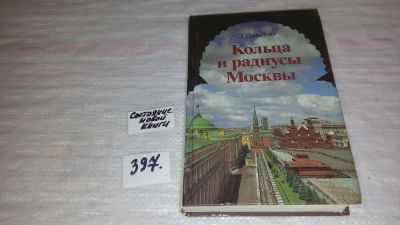 Кольца
и радиусы
Москвы
СОСТОЯНИЕ
НОВОЙ
КНИГИ
397.